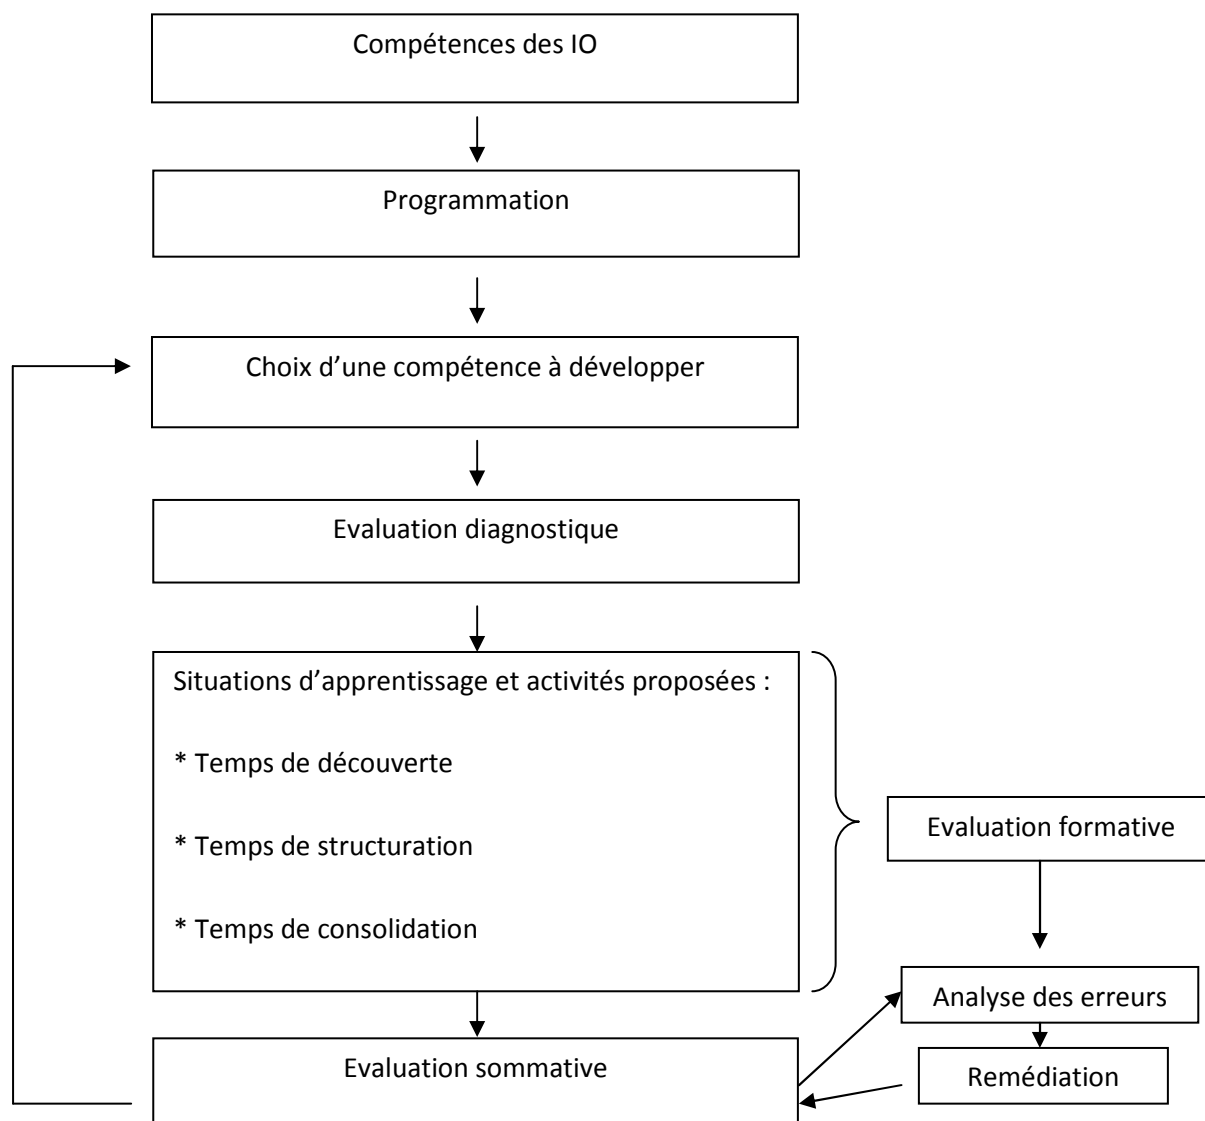 Compétences des IO
Programmation
Choix d’une compétence à développer
Evaluation diagnostique
Situations d’apprentissage et activités proposées :
* Temps de découverte
* Temps de structuration
* Temps de consolidation
Evaluation formative
Analyse des erreurs
Remédiation
Evaluation sommative